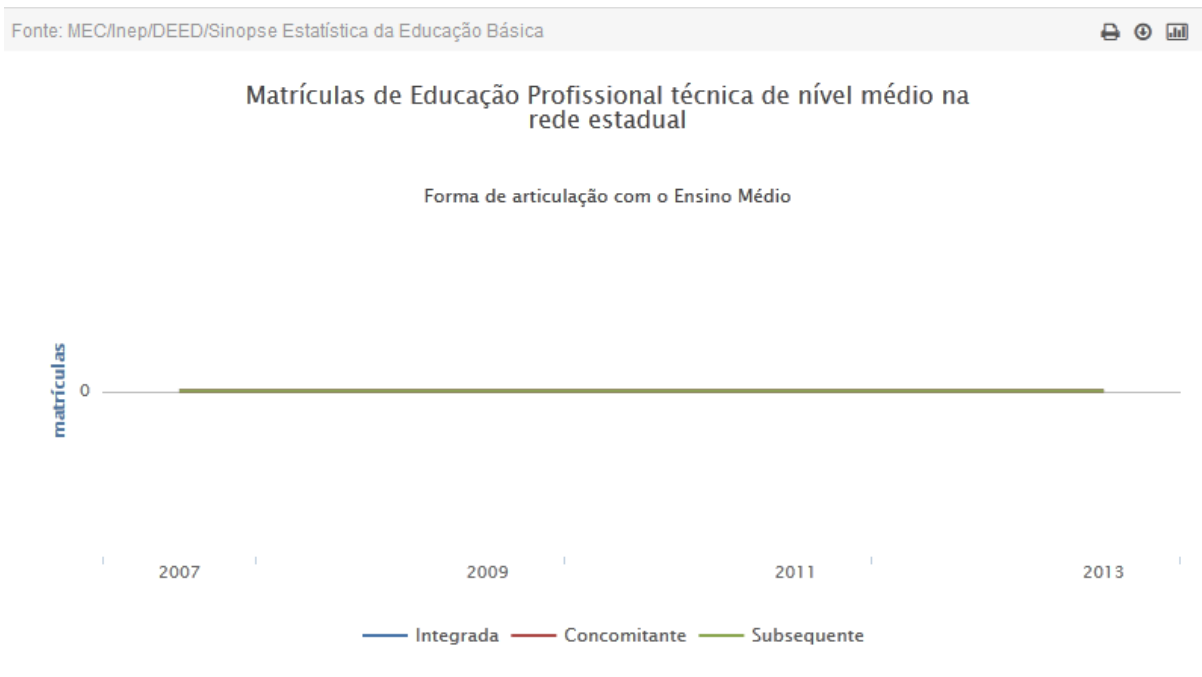 Fonte: MEC/Inep/DEED/Sinopse Estatística da Educação Básica
Matrículas de Educação Profissional técnica de nível médio na
rede estadual
Forma de articulação com o Ensino Médio
matrículas
0
2007 2009 2011 2013
Integrada Concomitante Subsequente